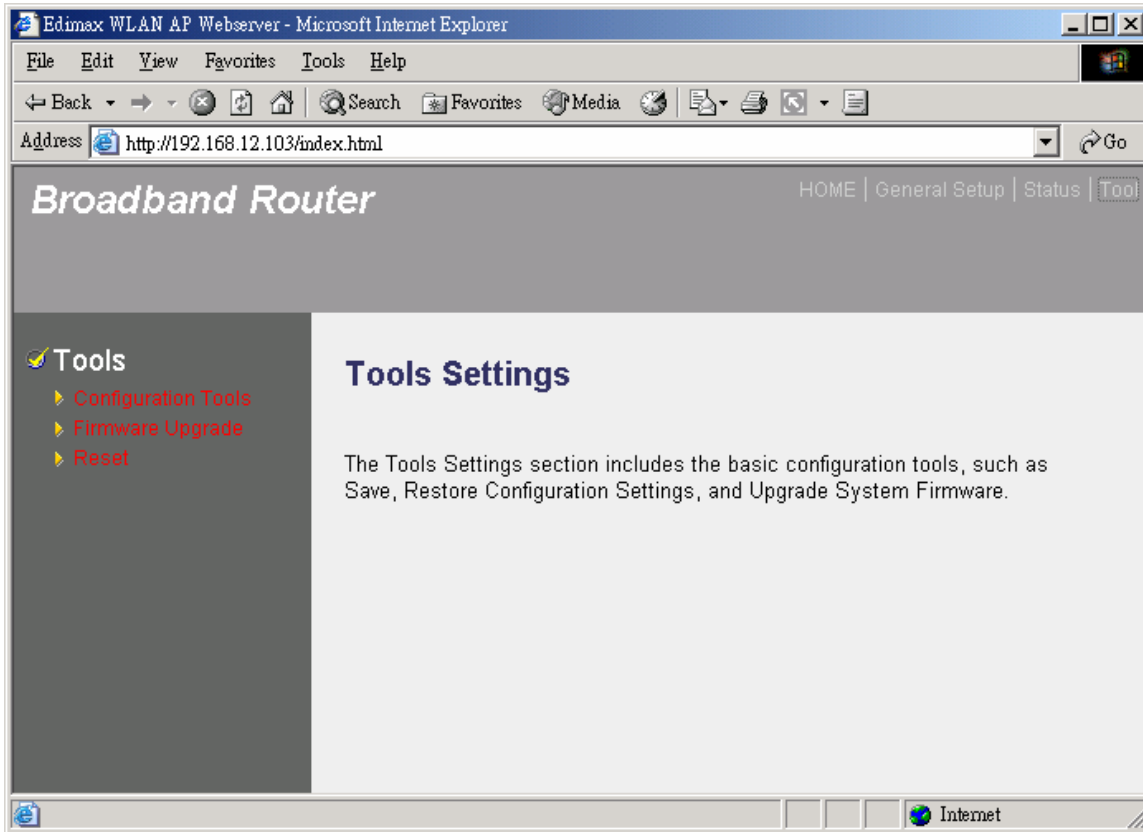 Edimax WLAN AP Webserver - Microsoft Internet Explorer
File Edit View Favorites Tools Help
Back Search Favorites Media
Address http://192.168.12.103/index.html Go
Broadband Router
HOME | General Setup | Status | Tool
Tools
Configuration Tools
Firmware Upgrade
Reset
Tools Settings
The Tools Settings section includes the basic configuration tools, such as
Save, Restore Configuration Settings, and Upgrade System Firmware.
Internet